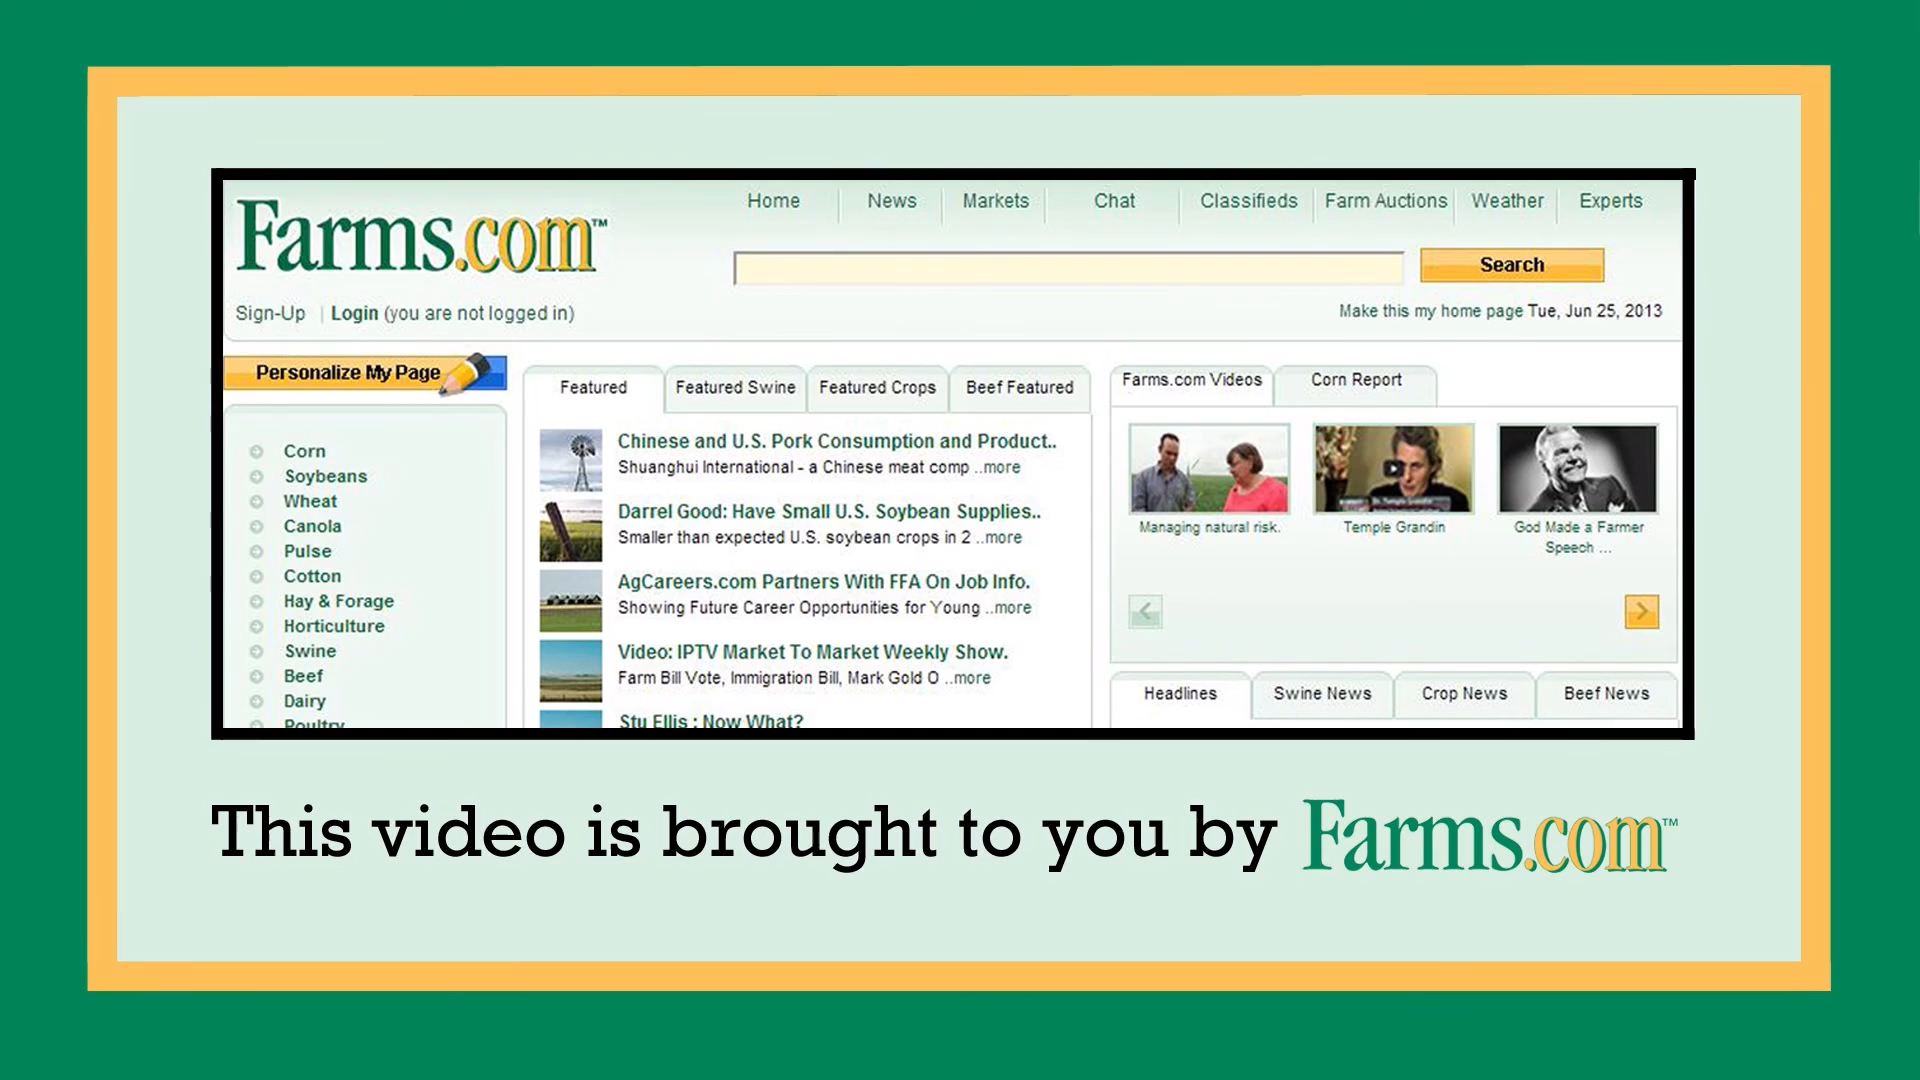 Farms.com™
Home News Markets Chat Classifieds Farm Auctions Weather Experts
Search
Sign-Up | Login (you are not logged in)
Make this my home page Tue, Jun 25, 2013
Personalize My Page
Corn
Soybeans
Wheat
Canola
Pulse
Cotton
Hay & Forage
Horticulture
Swine
Beef
Dairy
Poultry
Featured Featured Swine Featured Crops Beef Featured
Chinese and U.S. Pork Consumption and Product..
Shuanghui International - a Chinese meat comp ..more
Darrel Good: Have Small U.S. Soybean Supplies..
Smaller than expected U.S. soybean crops in 2 ..more
AgCareers.com Partners With FFA On Job Info.
Showing Future Career Opportunities for Young ..more
Video: IPTV Market To Market Weekly Show.
Farm Bill Vote, Immigration Bill, Mark Gold O ..more
Stu Ellis : Now What?
Farms.com Videos Corn Report
Managing natural risk.
Temple Grandin
God Made a Farmer
Speech ...
Headlines Swine News Crop News Beef News
This video is brought to you by Farms.com™